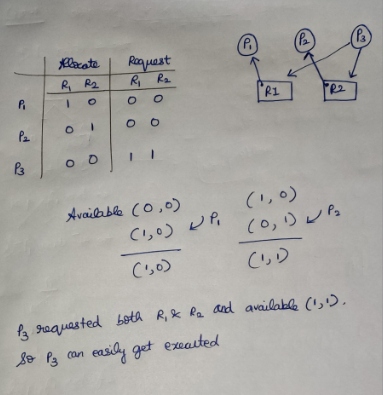 Allocate Request
R1 R2 R1 R2
P1 1 0 0 0
P2 0 1 0 0
P3 0 0 1 1
P1 P2 P3
R1 R2
Available (0,0)
(1,0) P1
(1,0)
(1,0)
(0,1) P2
(1,1)
P3 requested both R1 & R2 and available (1,1).
So P3 can easily get executed